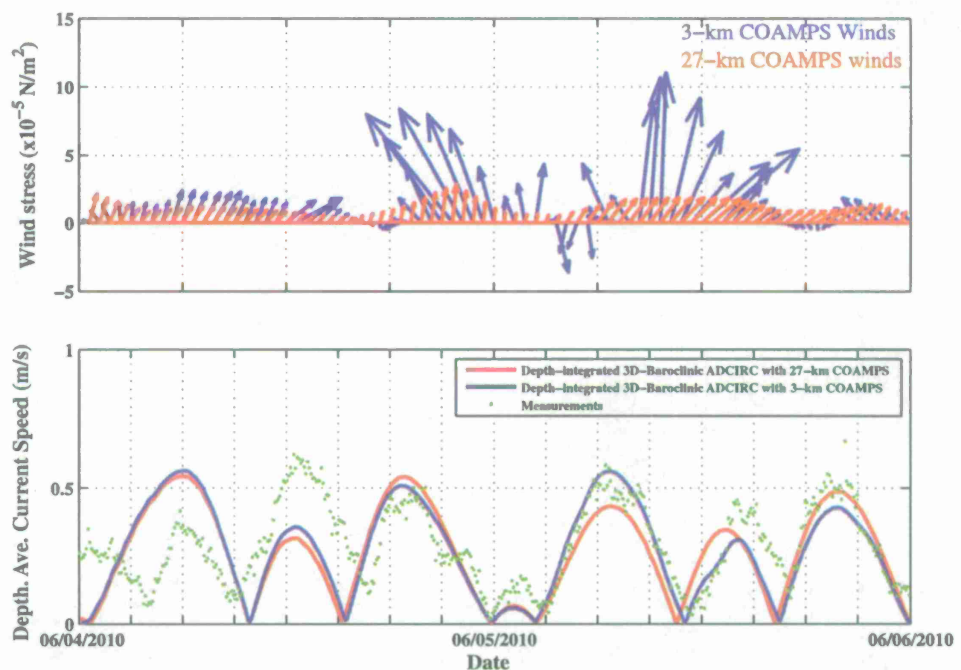 15
10
5
0
−5
Wind stress (x10−5 N/m2)
3−km COAMPS Winds
27−km COAMPS winds
1
0.5
0
Depth. Ave. Current Speed (m/s)
Depth−integrated 3D−Baroclinic ADCIRC with 27−km COAMPS
Depth−integrated 3D−Baroclinic ADCIRC with 3−km COAMPS
Measurements
06/04/2010
06/05/2010
06/06/2010
Date